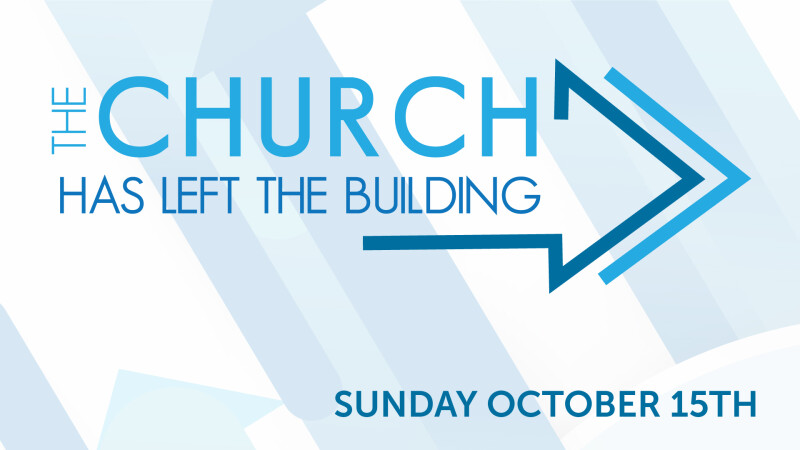 THE CHURCH
HAS LEFT THE BUILDING
SUNDAY OCTOBER 15TH